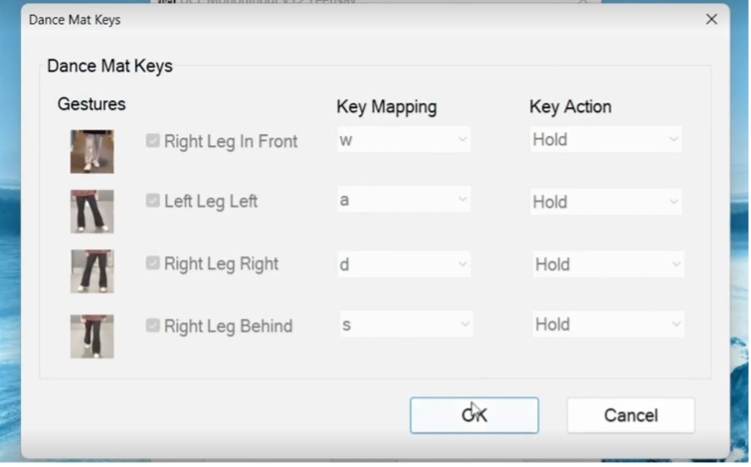 Dance Mat Keys
Dance Mat Keys
Gestures Key Mapping Key Action
Right Leg In Front w Hold
Left Leg Left a Hold
Right Leg Right d Hold
Right Leg Behind s Hold
OK Cancel